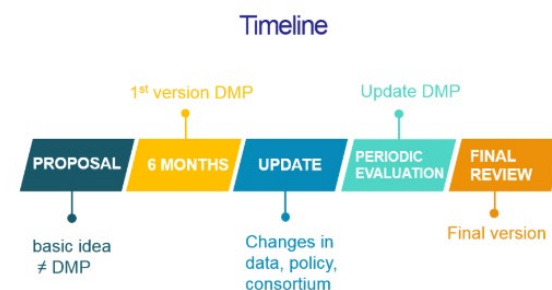 Timeline
1st version DMP
Update DMP
PROPOSAL
6 MONTHS
UPDATE
PERIODIC
EVALUATION
FINAL
REVIEW
basic idea
≠ DMP
Changes in
data, policy,
consortium
Final version